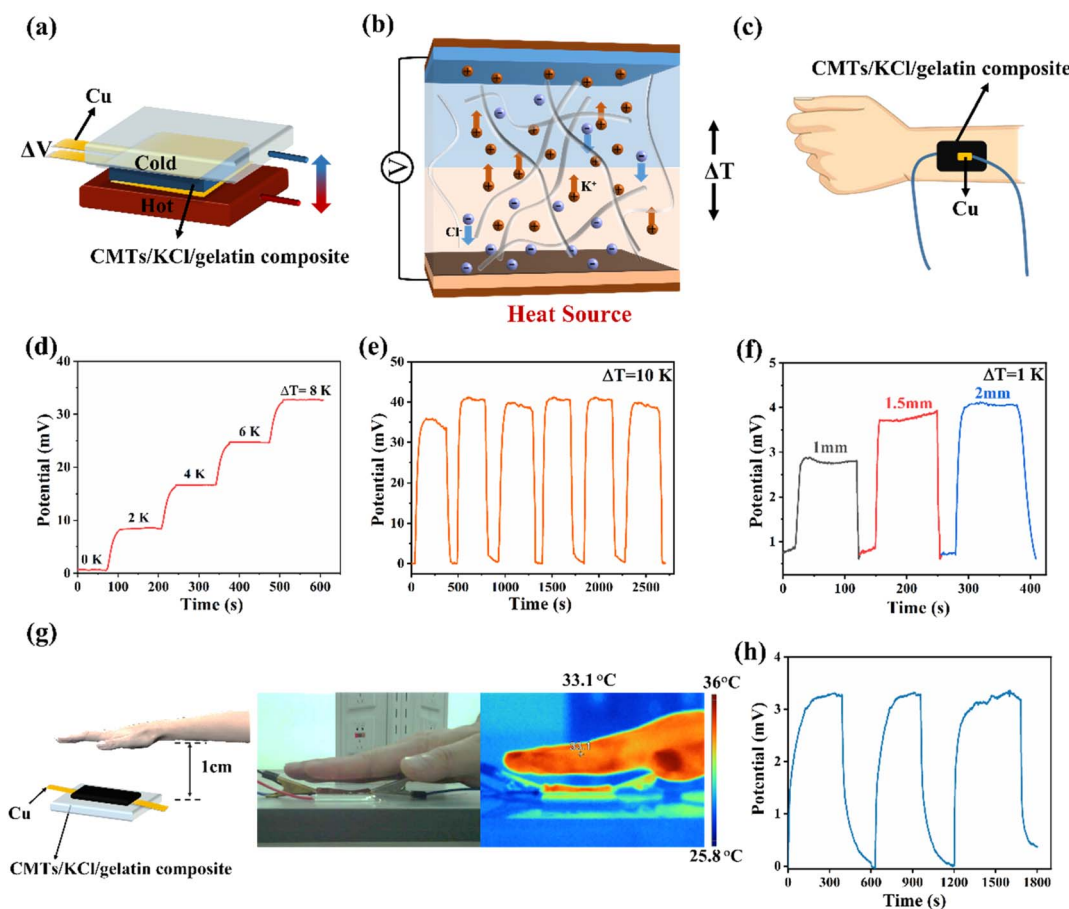 (a)
Cu
ΔV
Cold
Hot
CMTs/KCl/gelatin composite
(b)
V
K⁺
Cl⁻
ΔT
Heat Source
(c)
CMTs/KCl/gelatin composite
Cu
(d)
Potential (mV)
40
30
20
10
0
0 K
2 K
4 K
6 K
ΔT= 8 K
0 100 200 300 400 500 600
Time (s)
(e)
Potential (mV)
50
40
30
20
10
0
ΔT=10 K
0 500 1000 1500 2000 2500
Time (s)
(f)
Potential (mV)
5
4
3
2
1
ΔT=1 K
1mm
1.5mm
2mm
0 100 200 300 400
Time (s)
(g)
1cm
Cu
CMTs/KCl/gelatin composite
33.1 °C
36°C
25.8 °C
(h)
Potential (mV)
4
3
2
1
0
0 300 600 900 1200 1500 1800
Time (s)